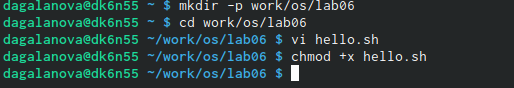 dagalanova@dk6n55 ~ $ mkdir -p work/os/lab06
dagalanova@dk6n55 ~ $ cd work/os/lab06
dagalanova@dk6n55 ~/work/os/lab06 $ vi hello.sh
dagalanova@dk6n55 ~/work/os/lab06 $ chmod +x hello.sh
dagalanova@dk6n55 ~/work/os/lab06 $